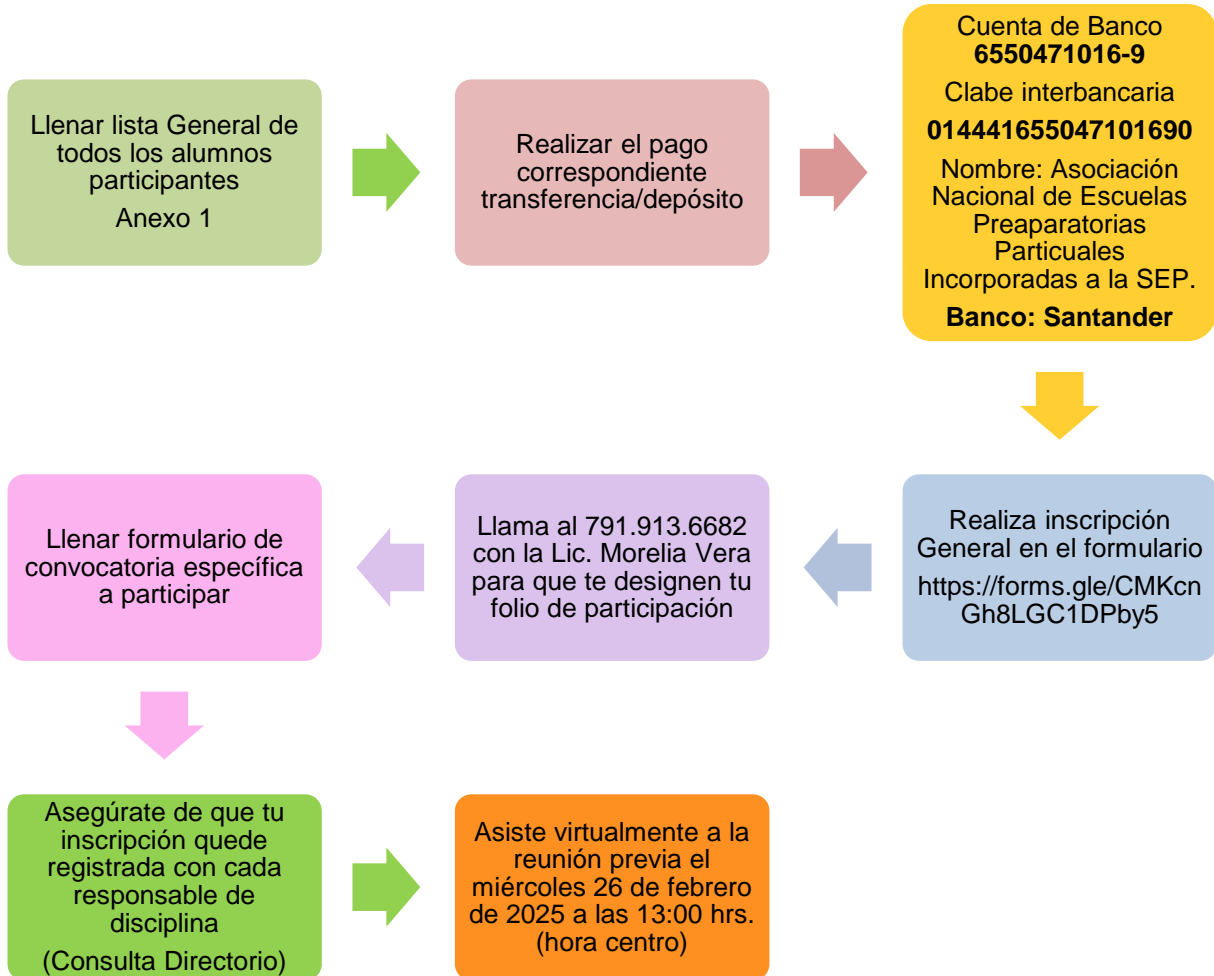 Llenar lista General de
todos los alumnos
participantes
Anexo 1
Realizar el pago
correspondiente
transferencia/depósito
Cuenta de Banco
6550471016-9
Clabe interbancaria
014441655047101690
Nombre: Asociación
Nacional de Escuelas
Preaparatorias
Particuales
Incorporadas a la SEP.
Banco: Santander
Realiza inscripción
General en el formulario
https://forms.gle/CMKcn
Gh8LGC1DPby5
Llama al 791.913.6682
con la Lic. Morelia Vera
para que te designen tu
folio de participación
Llenar formulario de
convocatoria específica
a participar
Asegúrate de que tu
inscripción quede
registrada con cada
responsable de
disciplina
(Consulta Directorio)
Asiste virtualmente a la
reunión previa el
miércoles 26 de febrero
de 2025 a las 13:00 hrs.
(hora centro)